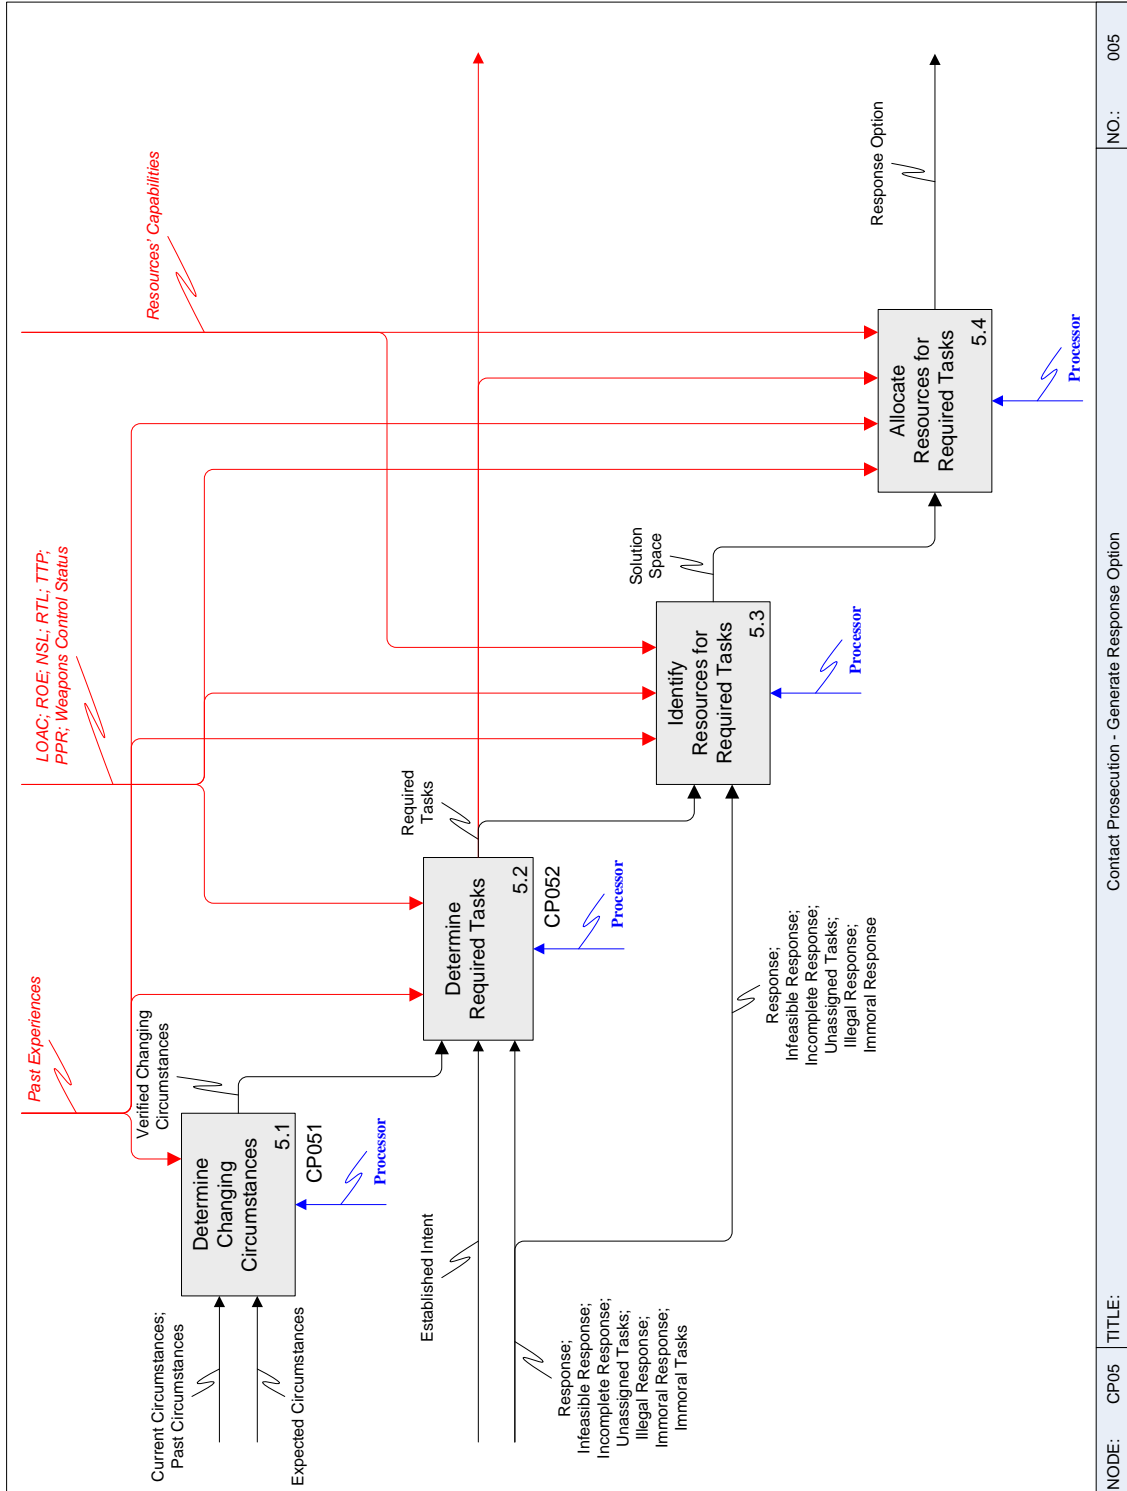 Past Experiences
LOAC; ROE; NSL; RTL; TTP;
PPR; Weapons Control Status
Resources' Capabilities
Current Circumstances;
Past Circumstances
Expected Circumstances
Determine
Changing
Circumstances
5.1
CP051
Processor
Verified Changing
Circumstances
Established Intent
Response;
Infeasible Response;
Incomplete Response;
Unassigned Tasks;
Illegal Response;
Immoral Response;
Immoral Tasks
Determine
Required Tasks
5.2
CP052
Processor
Required
Tasks
Response;
Infeasible Response;
Incomplete Response;
Unassigned Tasks;
Illegal Response;
Immoral Response
Identify
Resources for
Required Tasks
5.3
Processor
Solution
Space
Allocate
Resources for
Required Tasks
5.4
Processor
Response Option
NODE: CP05 TITLE: Contact Prosecution - Generate Response Option NO.: 005